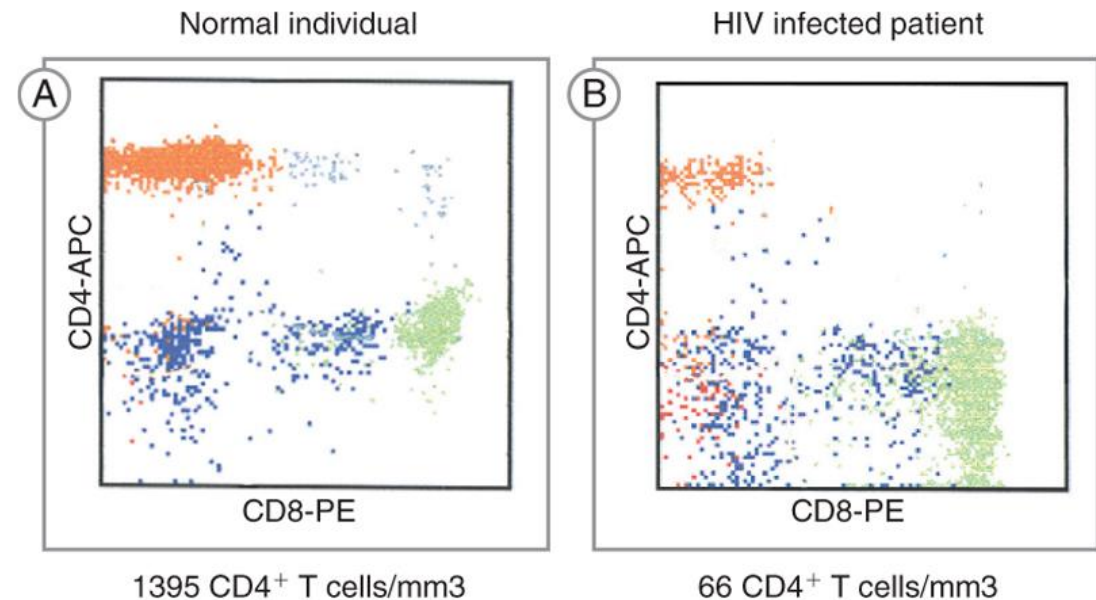 Normal individual
HIV infected patient
A
B
CD4-APC
CD4-APC
CD8-PE
CD8-PE
1395 CD4⁺ T cells/mm3
66 CD4⁺ T cells/mm3